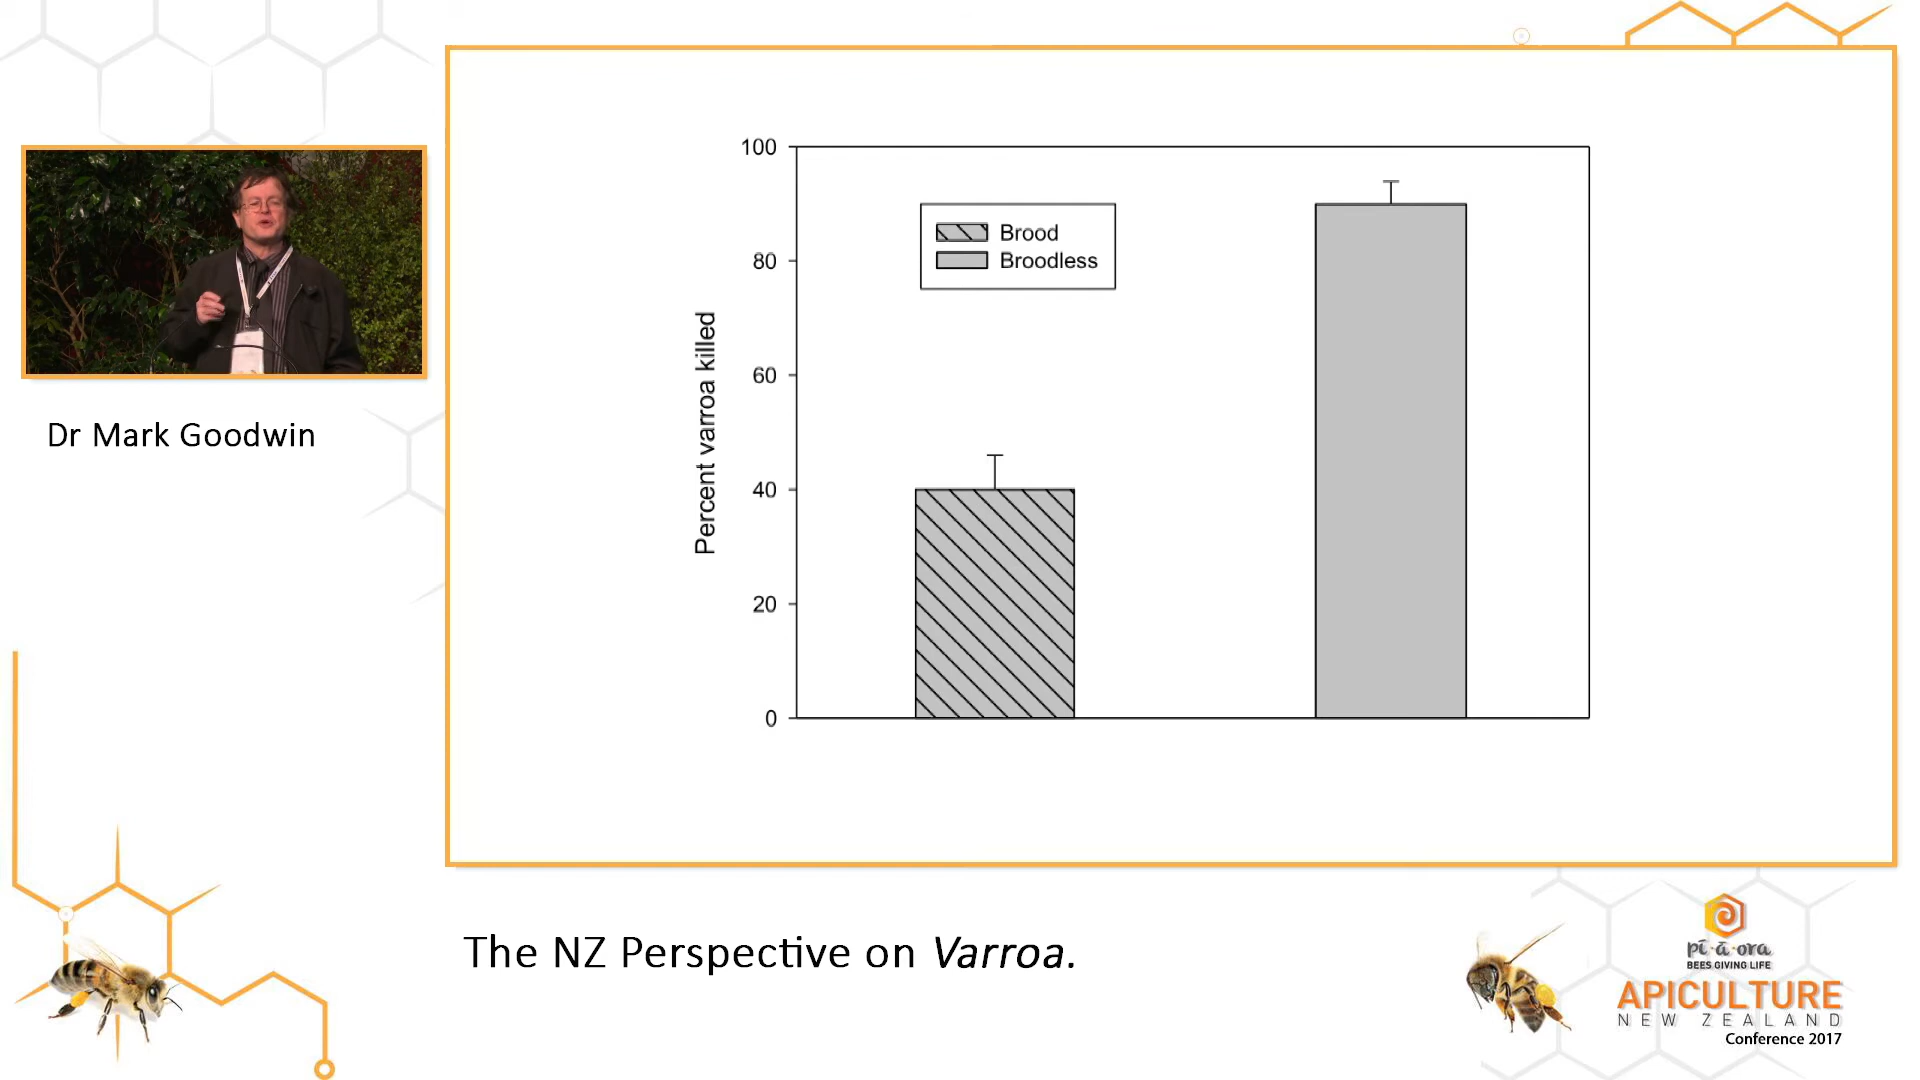 Dr Mark Goodwin
100
80
60
40
20
0
Percent varroa killed
Brood
Broodless
The NZ Perspective on Varroa.
pī-ā-ora
BEES GIVING LIFE
APICULTURE
NEW ZEALAND
Conference 2017